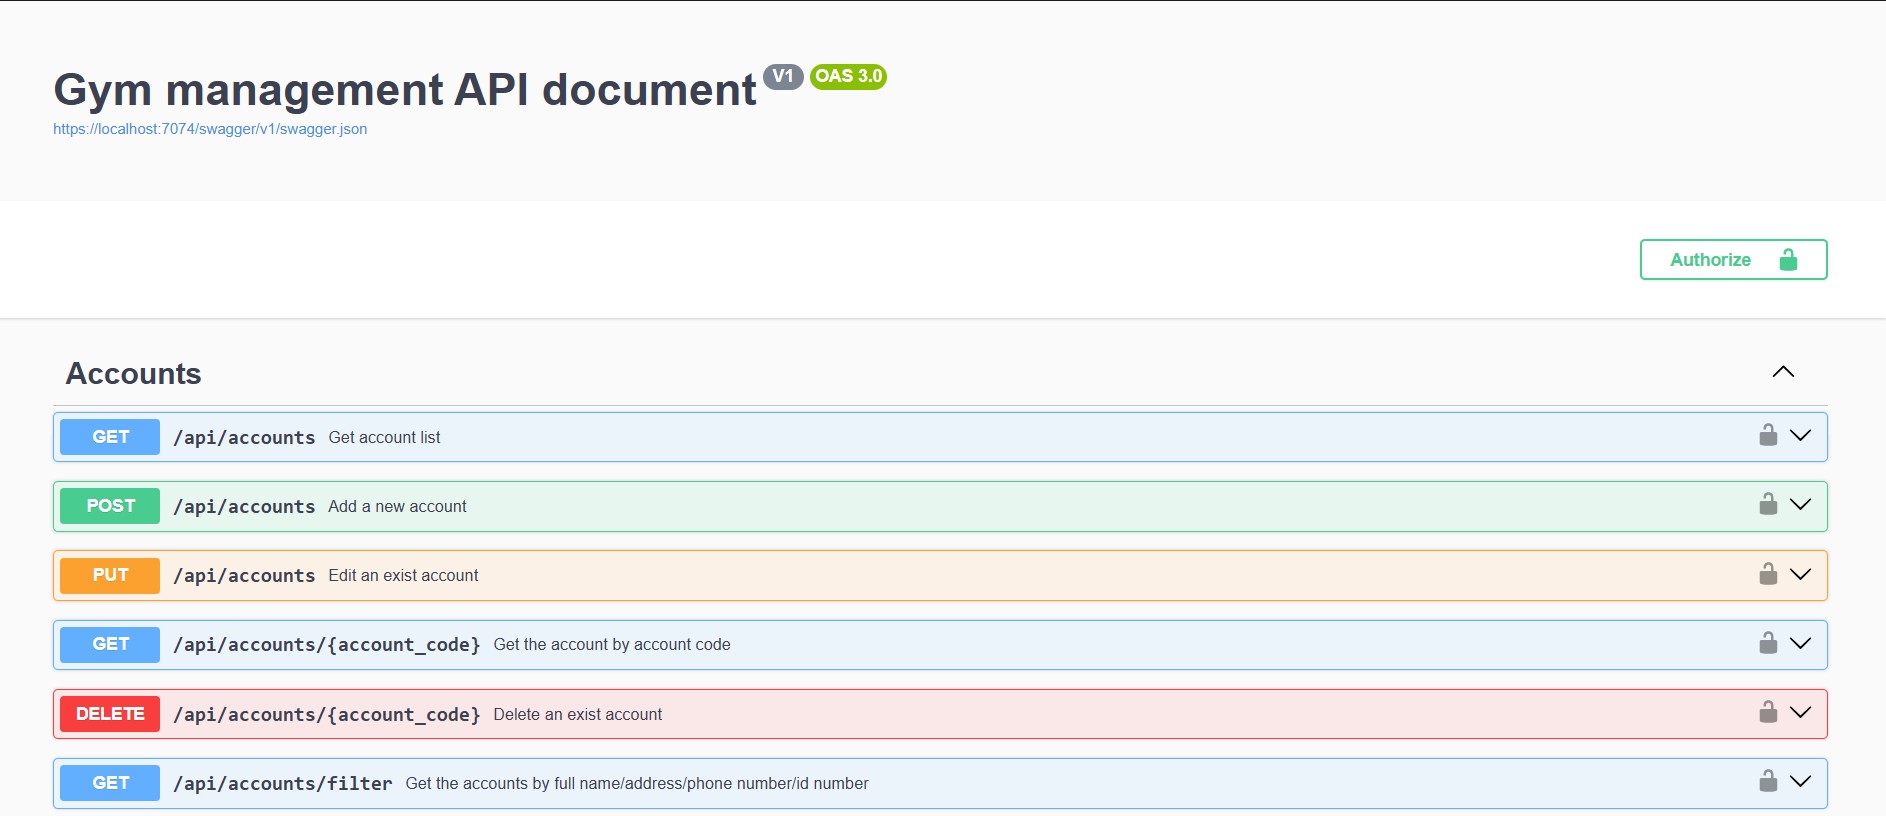 Gym management API document V1 OAS 3.0
https://localhost:7074/swagger/v1/swagger.json
Authorize
Accounts
GET /api/accounts Get account list
POST /api/accounts Add a new account
PUT /api/accounts Edit an exist account
GET /api/accounts/{account_code} Get the account by account code
DELETE /api/accounts/{account_code} Delete an exist account
GET /api/accounts/filter Get the accounts by full name/address/phone number/id number